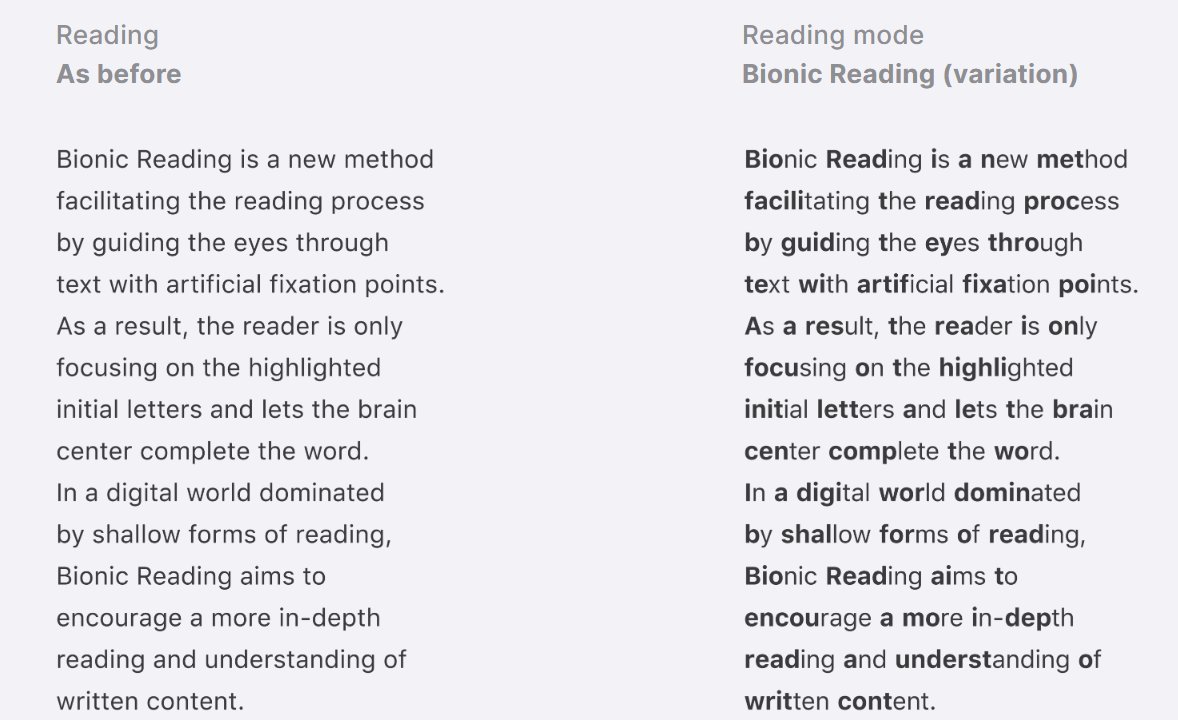 Reading
As before
Bionic Reading is a new method
facilitating the reading process
by guiding the eyes through
text with artificial fixation points.
As a result, the reader is only
focusing on the highlighted
initial letters and lets the brain
center complete the word.
In a digital world dominated
by shallow forms of reading,
Bionic Reading aims to
encourage a more in-depth
reading and understanding of
written content.
Reading mode
Bionic Reading (variation)
Bionic Reading is a new method
facilitating the reading process
by guiding the eyes through
text with artificial fixation points.
As a result, the reader is only
focusing on the highlighted
initial letters and lets the brain
center complete the word.
In a digital world dominated
by shallow forms of reading,
Bionic Reading aims to
encourage a more in-depth
reading and understanding of
written content.